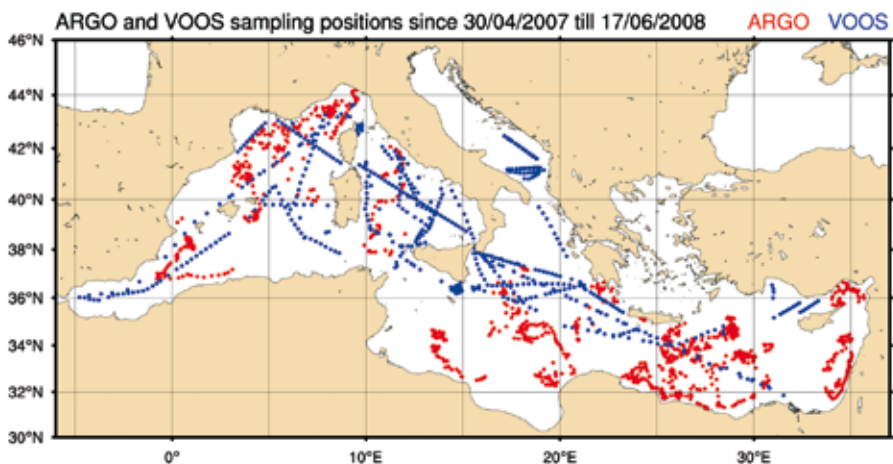 ARGO and VOOS sampling positions since 30/04/2007 till 17/06/2008 ARGO VOOS
46°N
44°N
42°N
40°N
38°N
36°N
34°N
32°N
30°N
0° 10°E 20°E 30°E